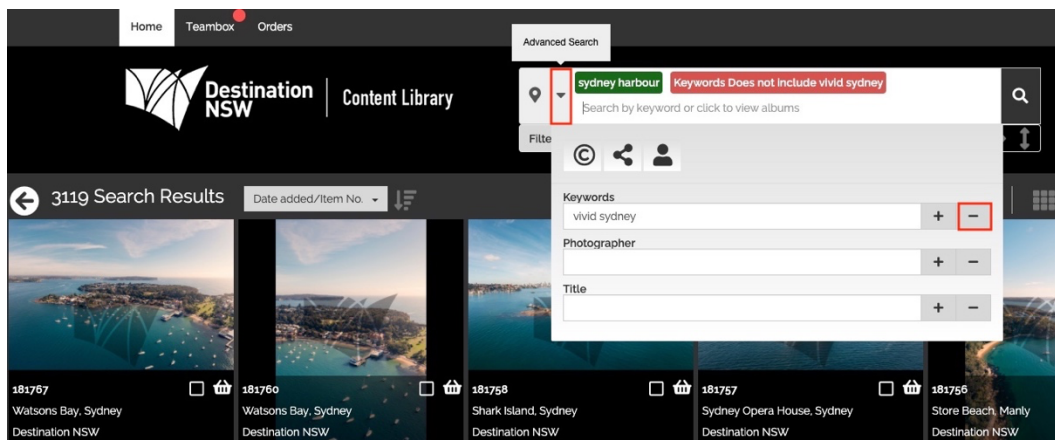 Home Teambox Orders
Advanced Search
Destination
NSW
Content Library
sydney harbour Keywords Does not include vivid sydney
Search by keyword or click to view albums
Filte
3119 Search Results Date added/Item No.
Keywords
vivid sydney
Photographer
Title
181767 181760 181758 181757 181756
Watsons Bay, Sydney Watsons Bay, Sydney Shark Island, Sydney Sydney Opera House, Sydney Store Beach, Manly
Destination NSW Destination NSW Destination NSW Destination NSW Destination NSW